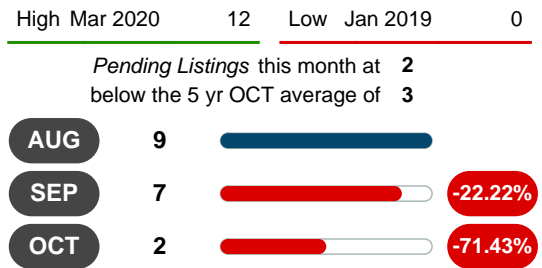 High Mar 2020 12 Low Jan 2019 0
Pending Listings this month at 2
below the 5 yr OCT average of 3
AUG 9
SEP 7 -22.22%
OCT 2 -71.43%